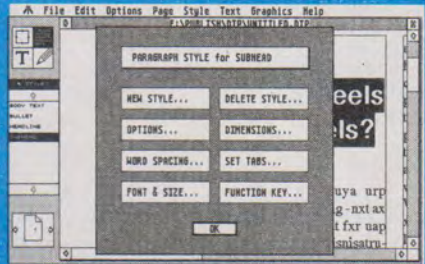 File Edit Options Page Style Text Graphics Help
F:\PUBLISH\DTP\UNTITLED.DTP
T
PARAGRAPH STYLE for SUBHEAD
NEW STYLE... DELETE STYLE...
OPTIONS... DIMENSIONS...
WORD SPACING... SET TABS...
FONT & SIZE... FUNCTION KEY...
OK
BODY TEXT
BULLET
HEADLINE
eels
els?
uya urp
g -nxt ax
t fxr uap
snisatru-